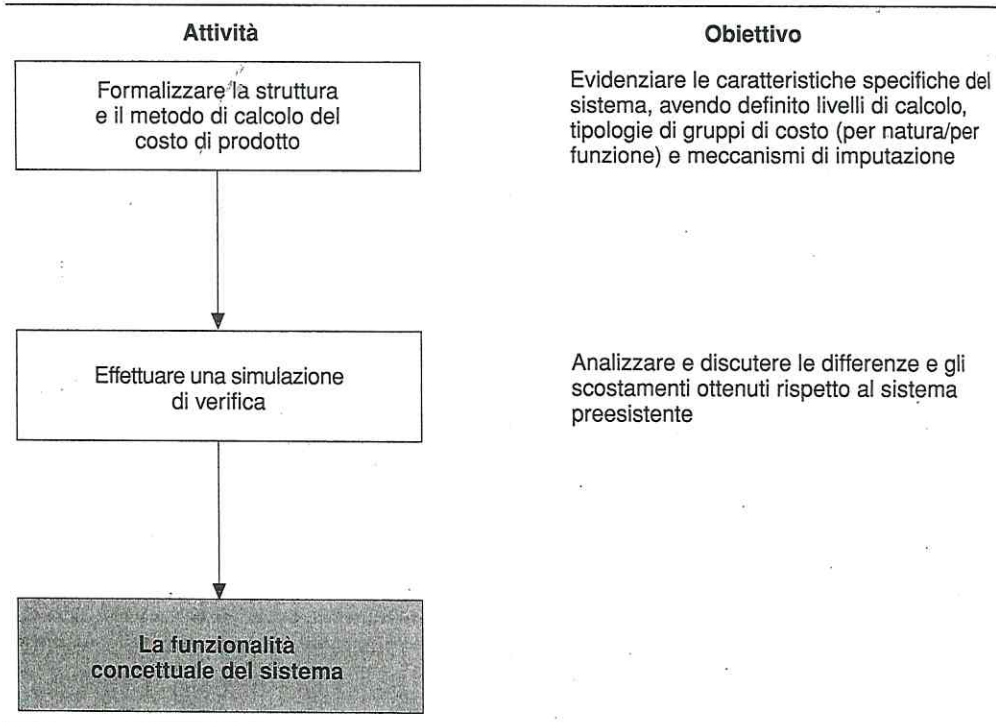 Attività
Obiettivo
Formalizzare la struttura
e il metodo di calcolo del
costo di prodotto
Evidenziare le caratteristiche specifiche del
sistema, avendo definito livelli di calcolo,
tipologie di gruppi di costo (per natura/per
funzione) e meccanismi di imputazione
Effettuare una simulazione
di verifica
Analizzare e discutere le differenze e gli
scostamenti ottenuti rispetto al sistema
preesistente
La funzionalità
concettuale del sistema